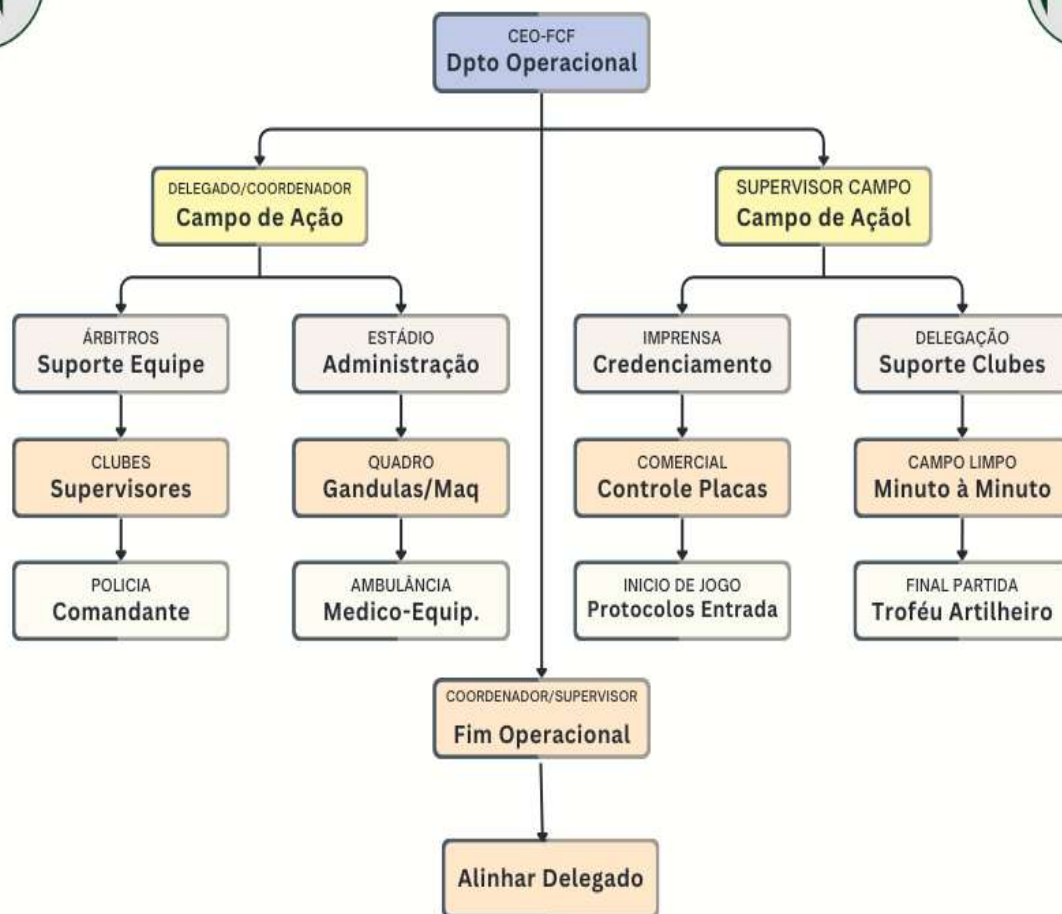 CEO-FCF
Dpto Operacional
DELEGADO/COORDENADOR
Campo de Ação
SUPERVISOR CAMPO
Campo de Açãol
ÁRBITROS
Suporte Equipe
ESTÁDIO
Administração
IMPRENSA
Credenciamento
DELEGAÇÃO
Suporte Clubes
CLUBES
Supervisores
QUADRO
Gandulas/Maq
COMERCIAL
Controle Placas
CAMPO LIMPO
Minuto à Minuto
POLICIA
Comandante
AMBULÂNCIA
Medico-Equip.
INICIO DE JOGO
Protocolos Entrada
FINAL PARTIDA
Troféu Artilheiro
COORDENADOR/SUPERVISOR
Fim Operacional
Alinhar Delegado